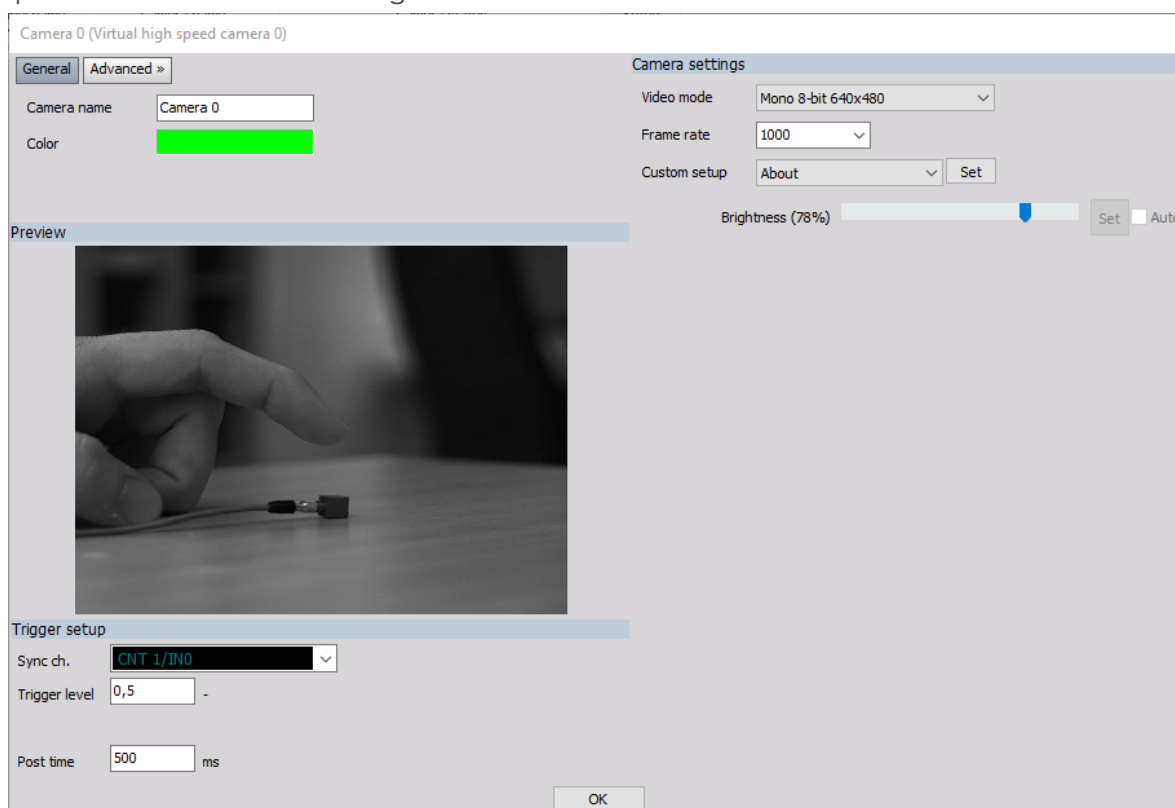 Camera 0 (Virtual high speed camera 0)
General Advanced »
Camera name Camera 0
Color
Preview
Trigger setup
Sync ch. CNT 1/IN0
Trigger level 0,5 -
Post time 500 ms
Camera settings
Video mode Mono 8-bit 640x480
Frame rate 1000
Custom setup About Set
Brightness (78%) Set
OK